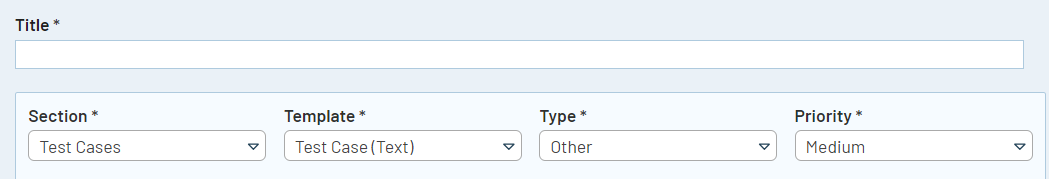 Title *
Section * Template * Type * Priority *
Test Cases Test Case (Text) Other Medium